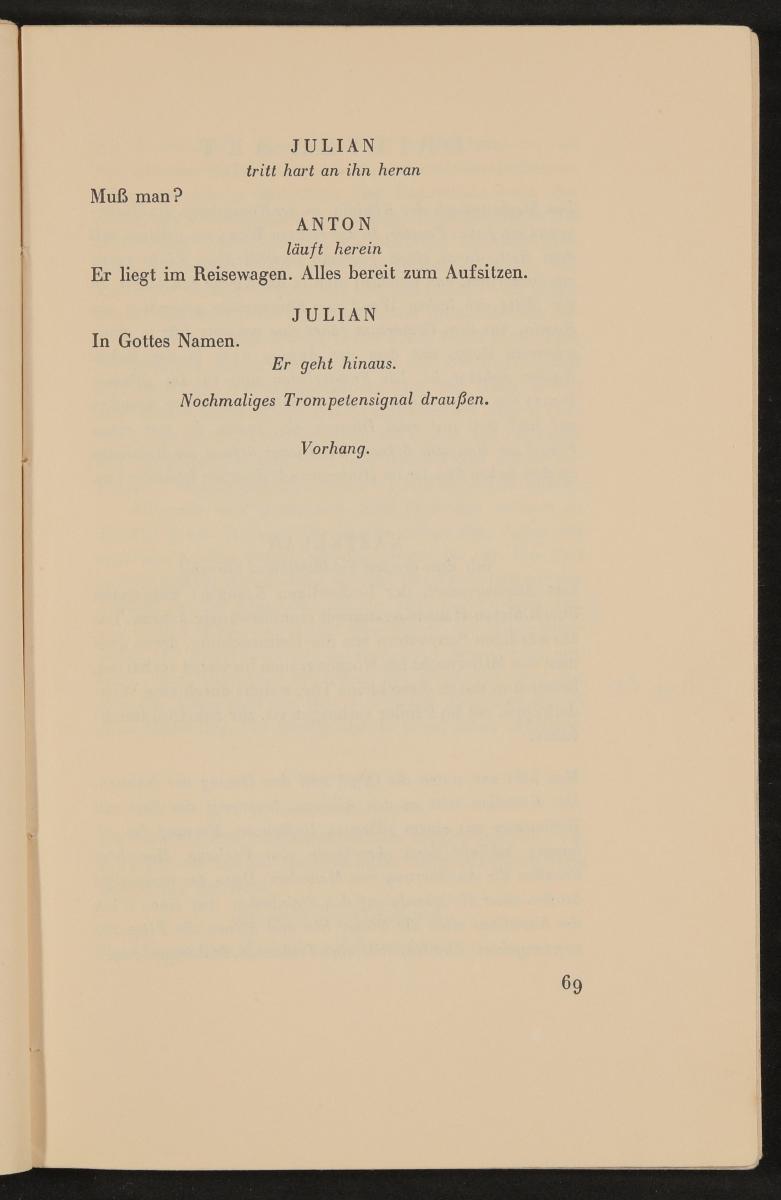 JULIAN
tritt hart an ihn heran
Muß man?
ANTON
läuft herein
Er liegt im Reisewagen. Alles bereit zum Aufsitzen.
JULIAN
In Gottes Namen.
Er geht hinaus.
Nochmaliges Trompetensignal draußen.
Vorhang.
69